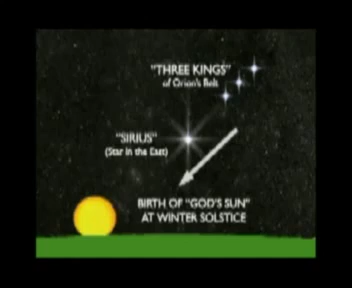 "THREE KINGS"
of Orion's Belt
"SIRIUS"
(Star in the East)
BIRTH OF "GOD'S SUN"
AT WINTER SOLSTICE